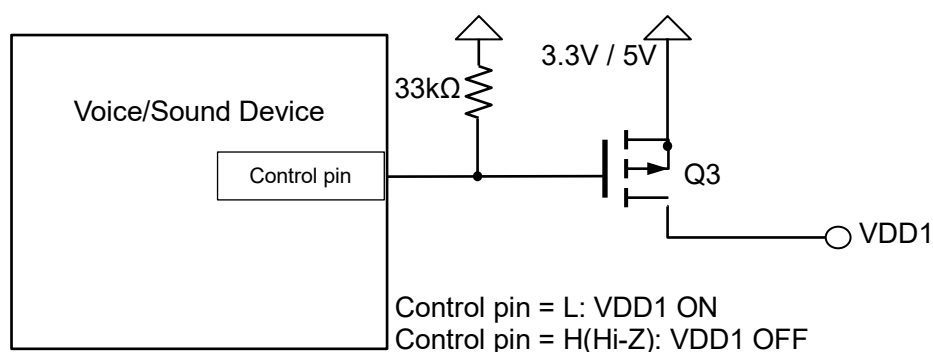 3.3V / 5V
33kΩ
Voice/Sound Device
Control pin
Q3
VDD1
Control pin = L: VDD1 ON
Control pin = H(Hi-Z): VDD1 OFF